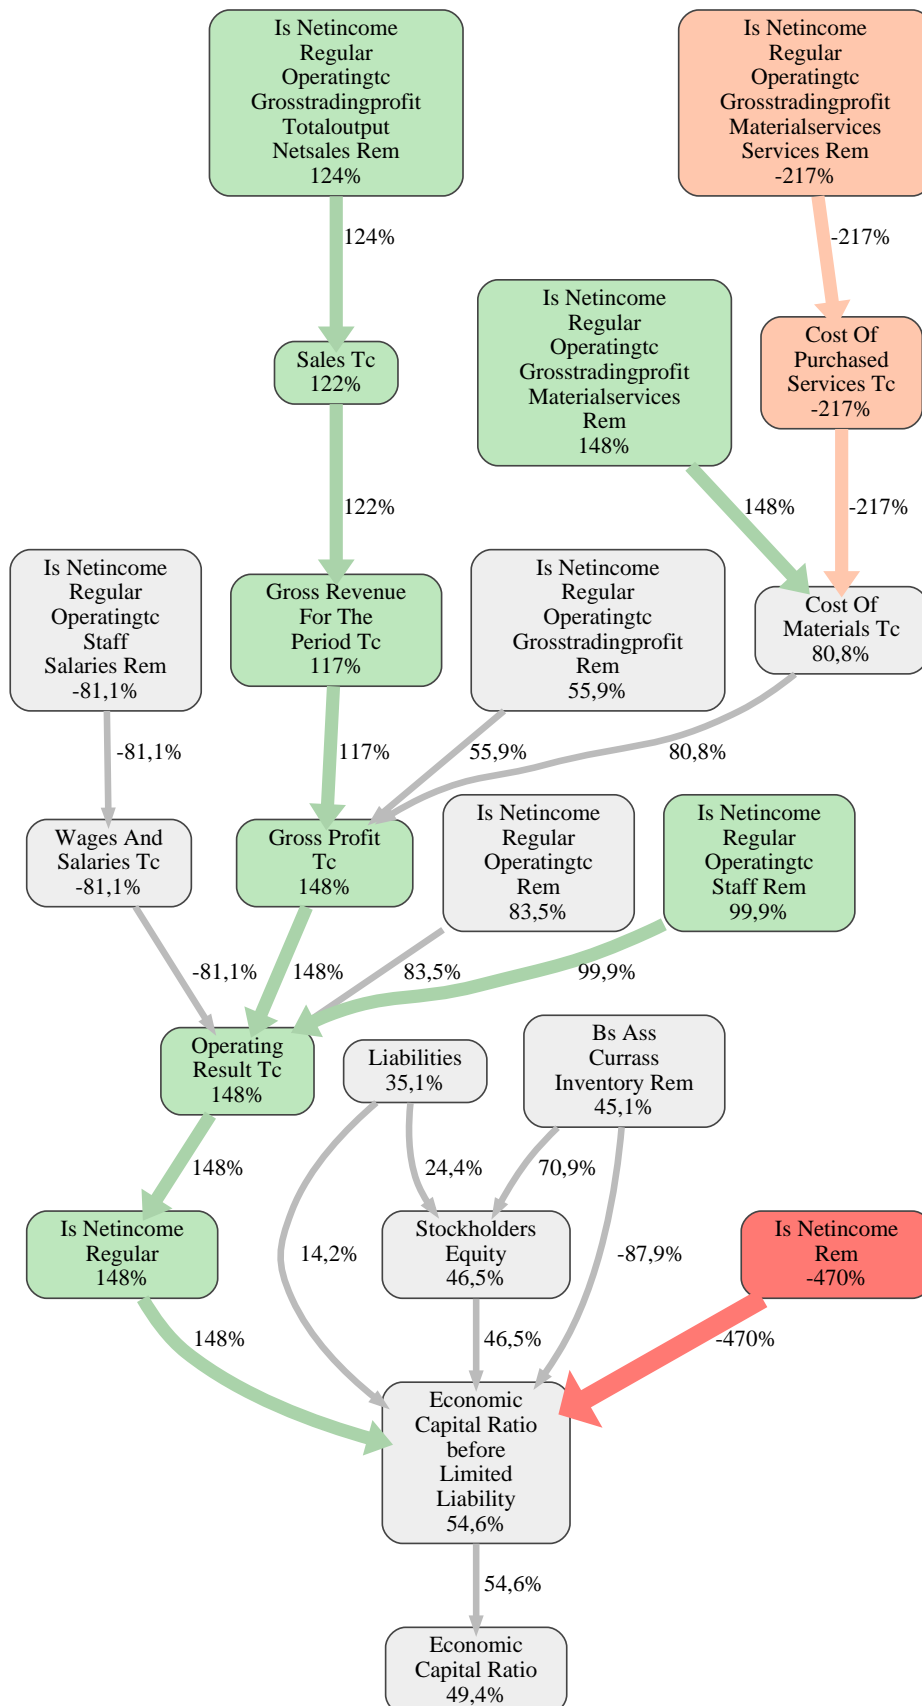 Is Netincome
Regular
Operatingtc
Grosstradingprofit
Totaloutput
Netsales Rem
124%
Is Netincome
Regular
Operatingtc
Grosstradingprofit
Materialservices
Services Rem
-217%
124%
-217%
Is Netincome
Regular
Operatingtc
Grosstradingprofit
Materialservices
Rem
148%
Sales Tc
122%
Cost Of
Purchased
Services Tc
-217%
122%
148%
-217%
Is Netincome
Regular
Operatingtc
Staff
Salaries Rem
-81,1%
Gross Revenue
For The
Period Tc
117%
Is Netincome
Regular
Operatingtc
Grosstradingprofit
Rem
55,9%
Cost Of
Materials Tc
80,8%
-81,1%
117%
55,9%
80,8%
Wages And
Salaries Tc
-81,1%
Gross Profit
Tc
148%
Is Netincome
Regular
Operatingtc
Rem
83,5%
Is Netincome
Regular
Operatingtc
Staff Rem
99,9%
-81,1%
148%
83,5%
99,9%
Operating
Result Tc
148%
Liabilities
35,1%
Bs Ass
Currass
Inventory Rem
45,1%
148%
24,4%
70,9%
Is Netincome
Regular
148%
14,2%
Stockholders
Equity
46,5%
-87,9%
Is Netincome
Rem
-470%
148%
46,5%
-470%
Economic
Capital Ratio
before
Limited
Liability
54,6%
54,6%
Economic
Capital Ratio
49,4%